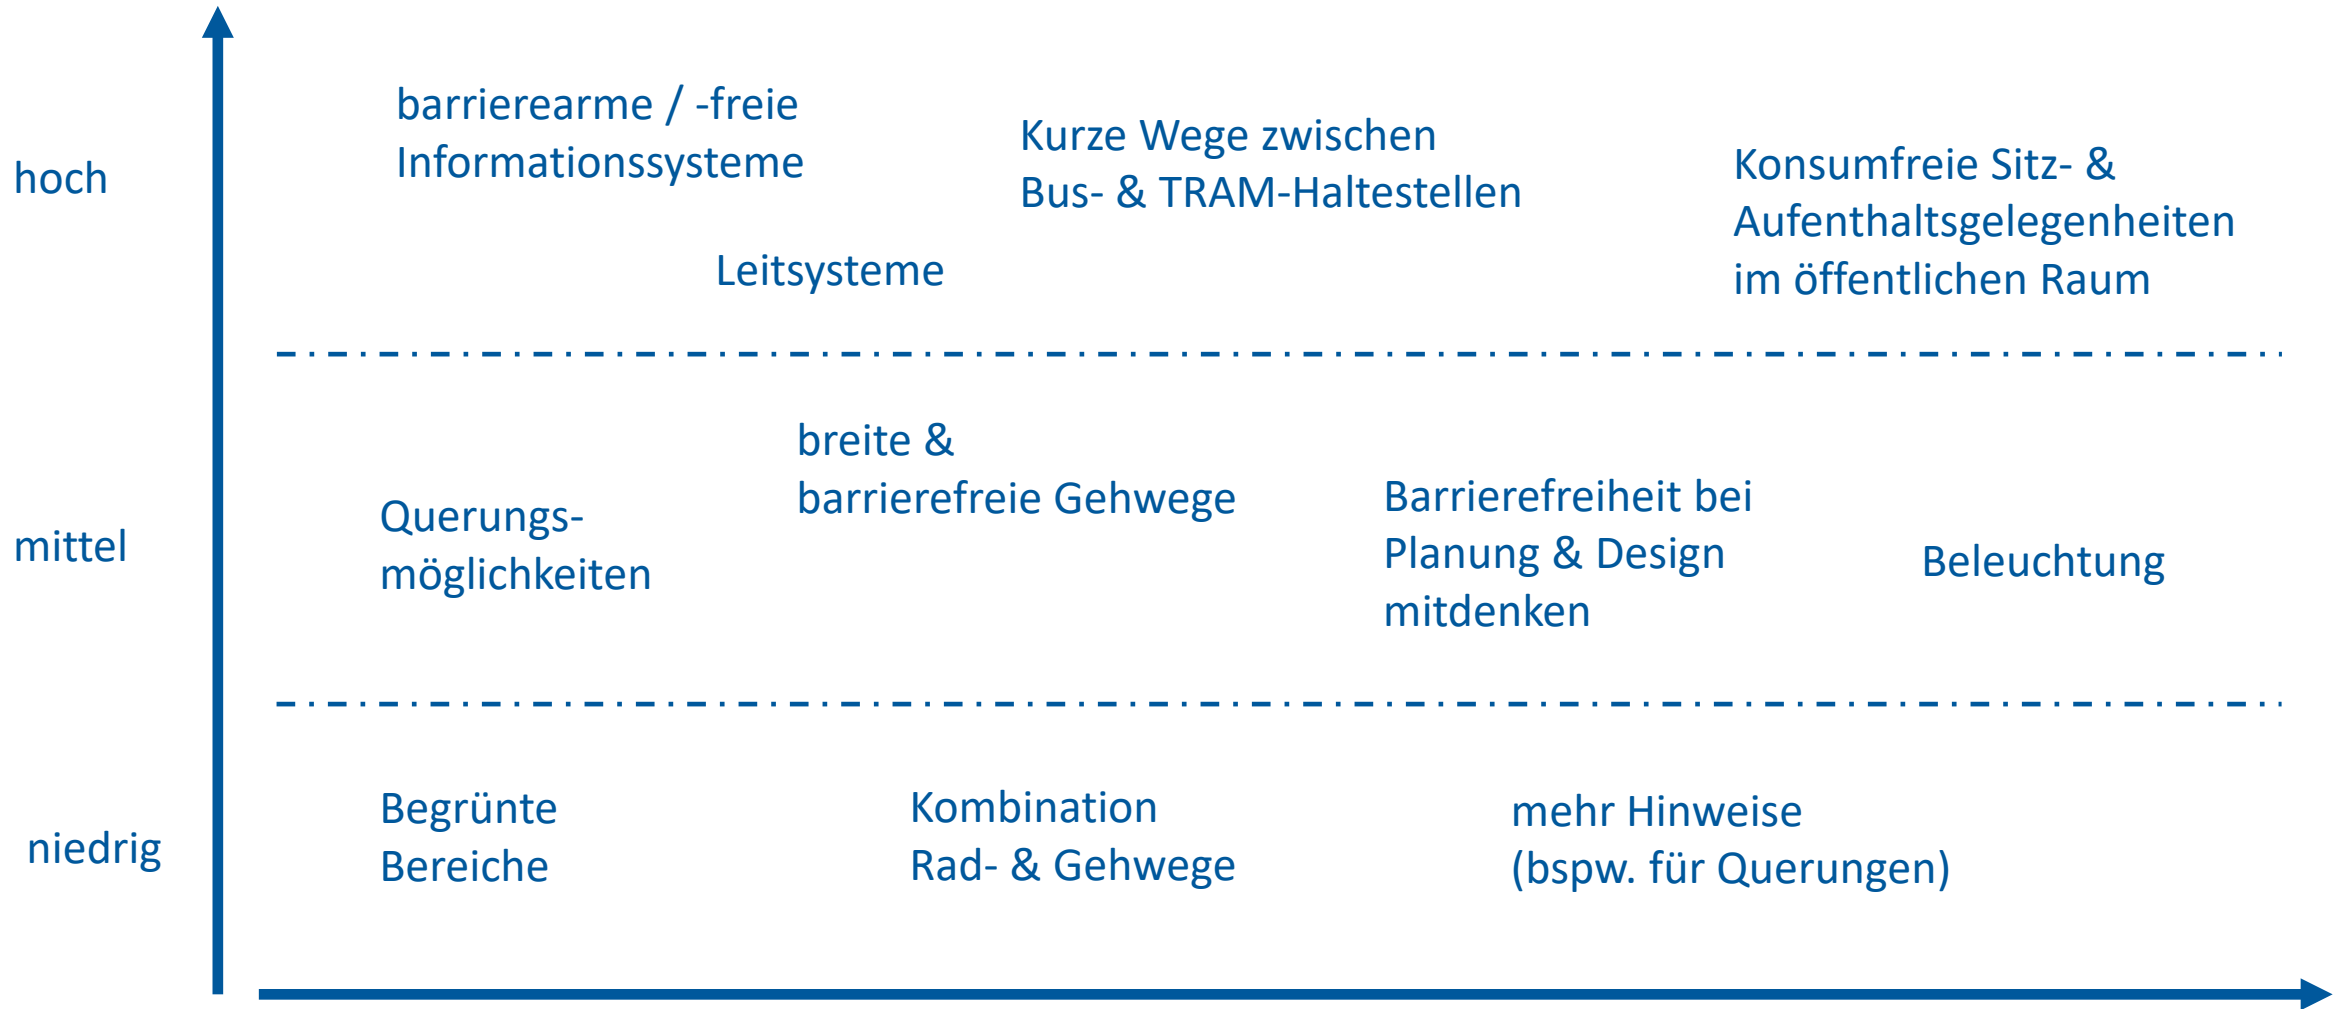 hoch
barrierearme / -freie
Informationssysteme
Kurze Wege zwischen
Bus- & TRAM-Haltestellen
Konsumfreie Sitz- &
Aufenthaltsgelegenheiten
im öffentlichen Raum
Leitsysteme
mittel
Querungs-
möglichkeiten
breite &
barrierefreie Gehwege
Barrierefreiheit bei
Planung & Design
mitdenken
Beleuchtung
niedrig
Begrünte
Bereiche
Kombination
Rad- & Gehwege
mehr Hinweise
(bspw. für Querungen)